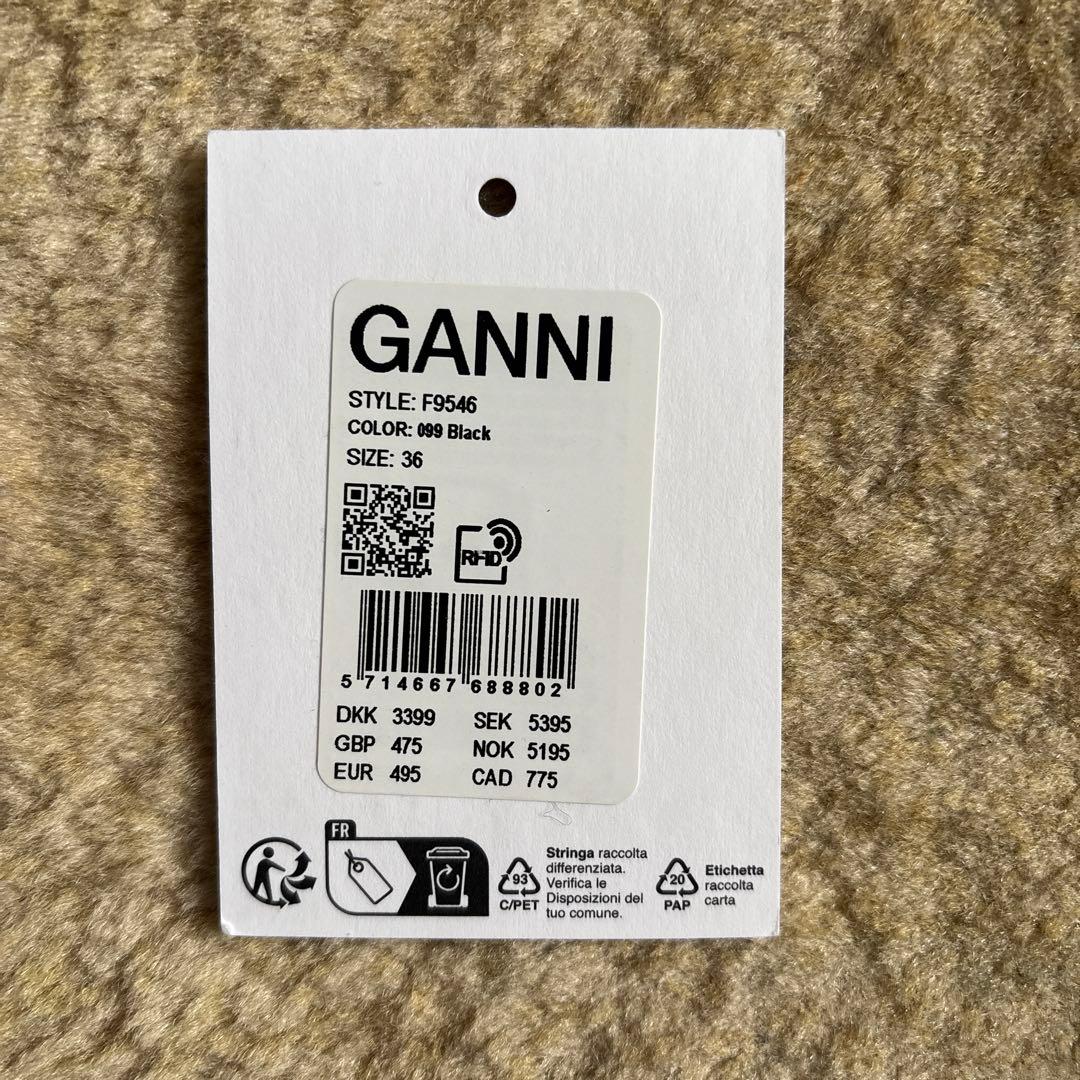 GANNI
STYLE: F9546
COLOR: 099 Black
SIZE: 36
RFID
5 714667 688802
DKK 3399 SEK 5395
GBP 475 NOK 5195
EUR 495 CAD 775
FR
93
C/PET
Stringa raccolta
differenziata.
Verifica le
Disposizioni del
tuo comune.
20
PAP
Etichetta
raccolta
carta